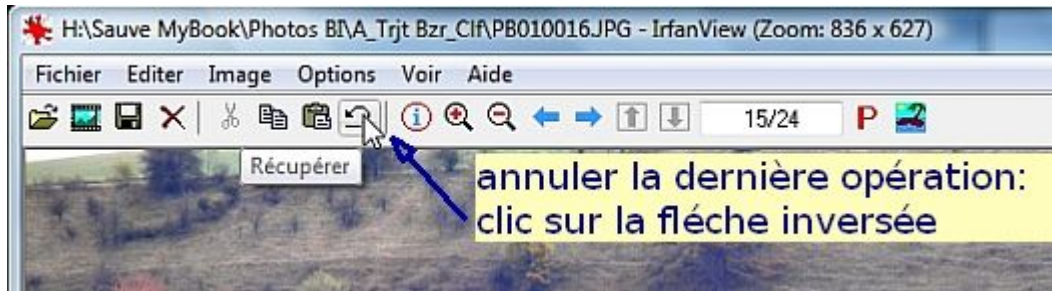 H:\Sauve MyBook\Photos BI\A_Trjt Bzr_Clf\PB010016.JPG - IrfanView (Zoom: 836 x 627)
Fichier Editer Image Options Voir Aide
15/24 P
Récupérer
annuler la dernière opération:
clic sur la fléche inversée